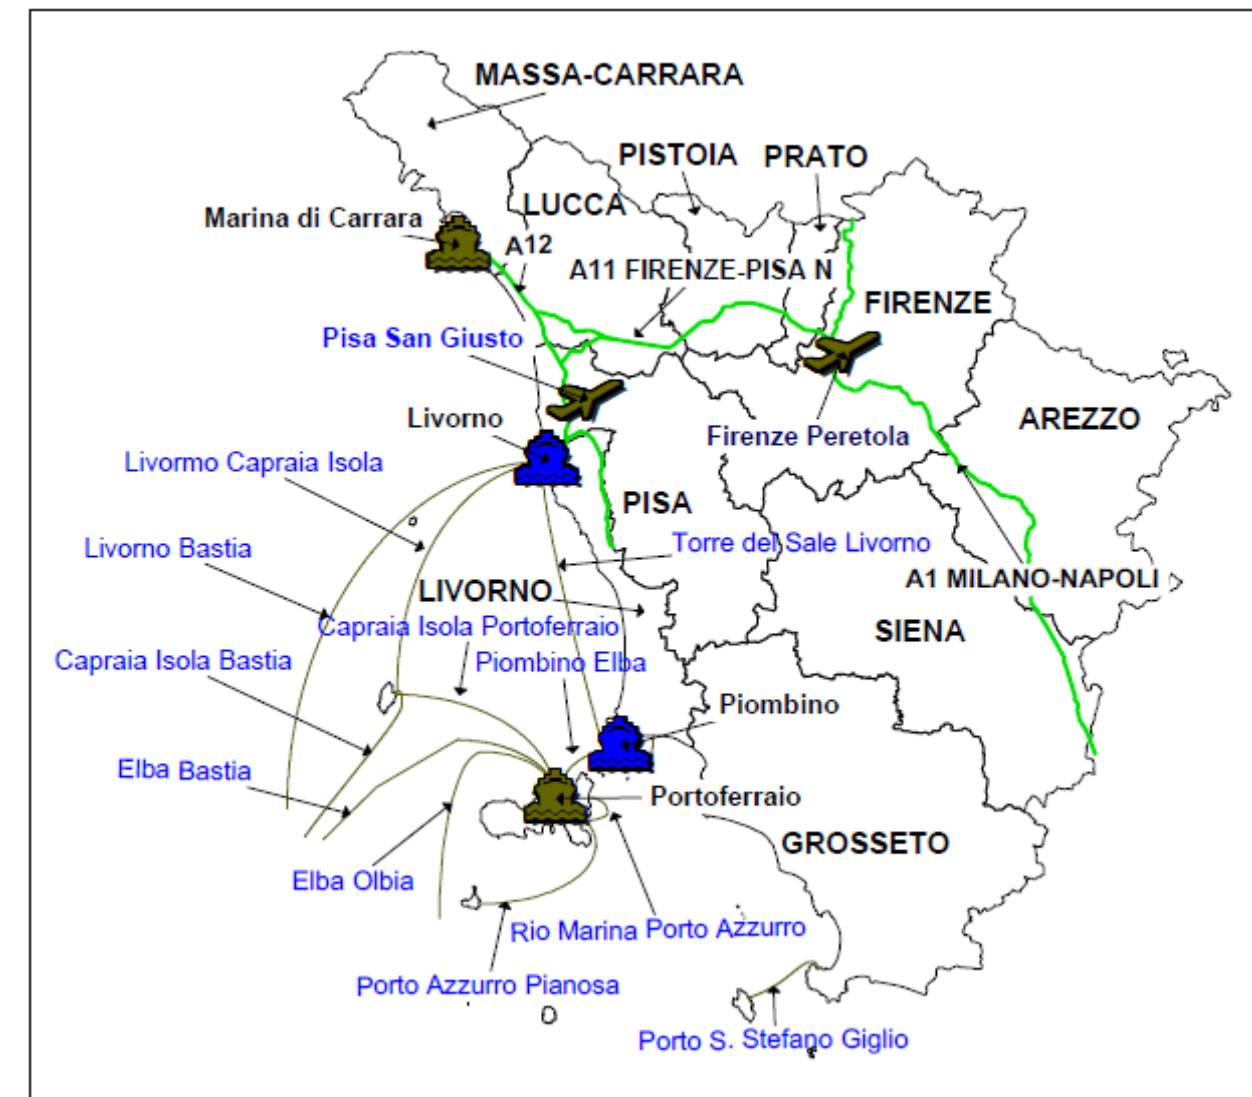 MASSA-CARRARA
PISTOIA
PRATO
LUCCA
Marina di Carrara
A12
A11 FIRENZE-PISA N
FIRENZE
Pisa San Giusto
Livorno
Firenze Peretola
AREZZO
Livormo Capraia Isola
PISA
Livorno Bastia
Torre del Sale Livorno
A1 MILANO-NAPOLI
LIVORNO
Capraia Isola Portoferraio
SIENA
Capraia Isola Bastia
Piombino Elba
Piombino
Elba Bastia
Portoferraio
GROSSETO
Elba Olbia
Rio Marina Porto Azzurro
Porto Azzurro Pianosa
Porto S. Stefano Giglio